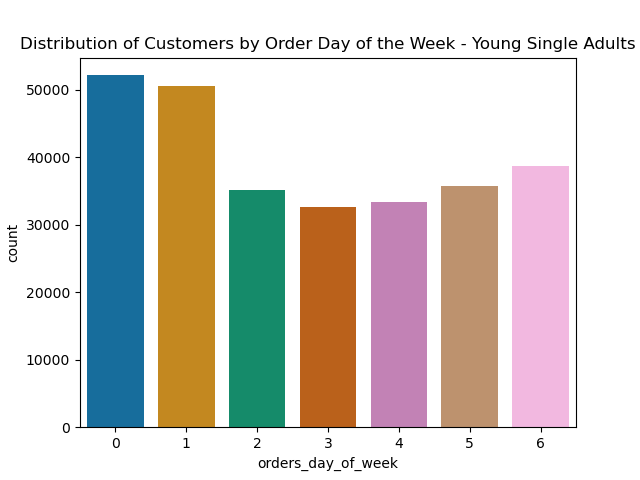 Distribution of Customers by Order Day of the Week - Young Single Adults
count
50000
40000
30000
20000
10000
0
0 1 2 3 4 5 6
orders_day_of_week